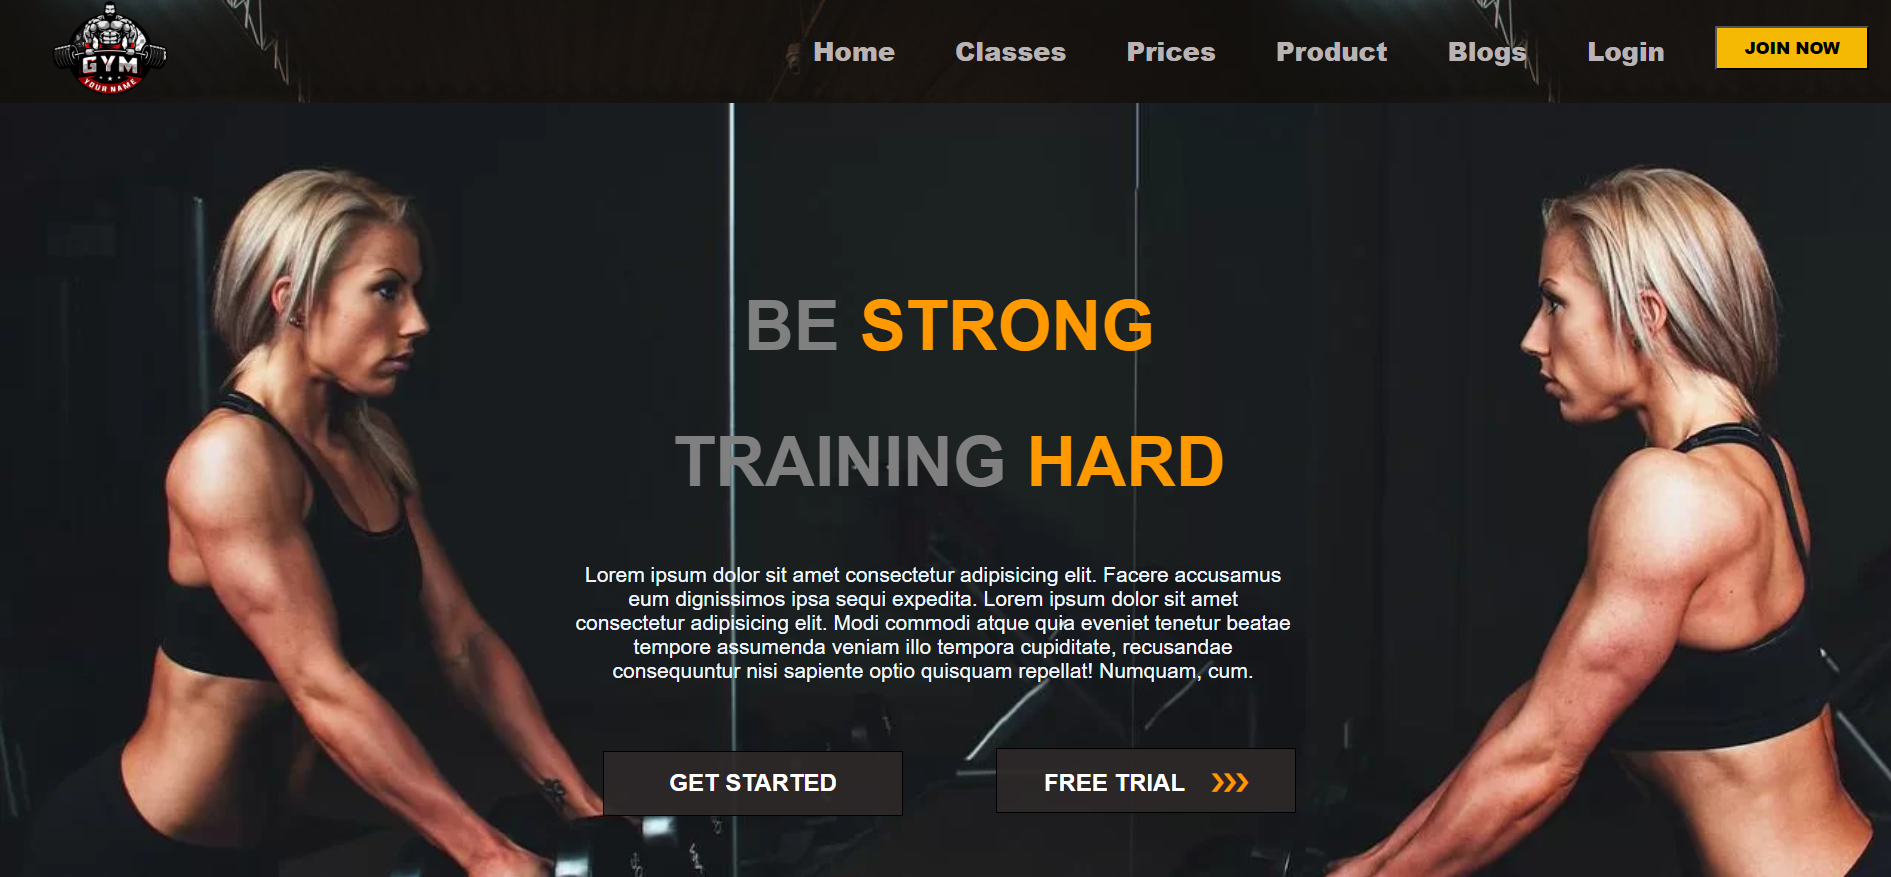 GYM
YOUR NAME
Home Classes Prices Product Blogs Login JOIN NOW
BE STRONG
TRAINING HARD
Lorem ipsum dolor sit amet consectetur adipisicing elit. Facere accusamus
eum dignissimos ipsa sequi expedita. Lorem ipsum dolor sit amet
consectetur adipisicing elit. Modi commodi atque quia eveniet tenetur beatae
tempore assumenda veniam illo tempora cupiditate, recusandae
consequuntur nisi sapiente optio quisquam repellat! Numquam, cum.
GET STARTED FREE TRIAL ❯❯❯